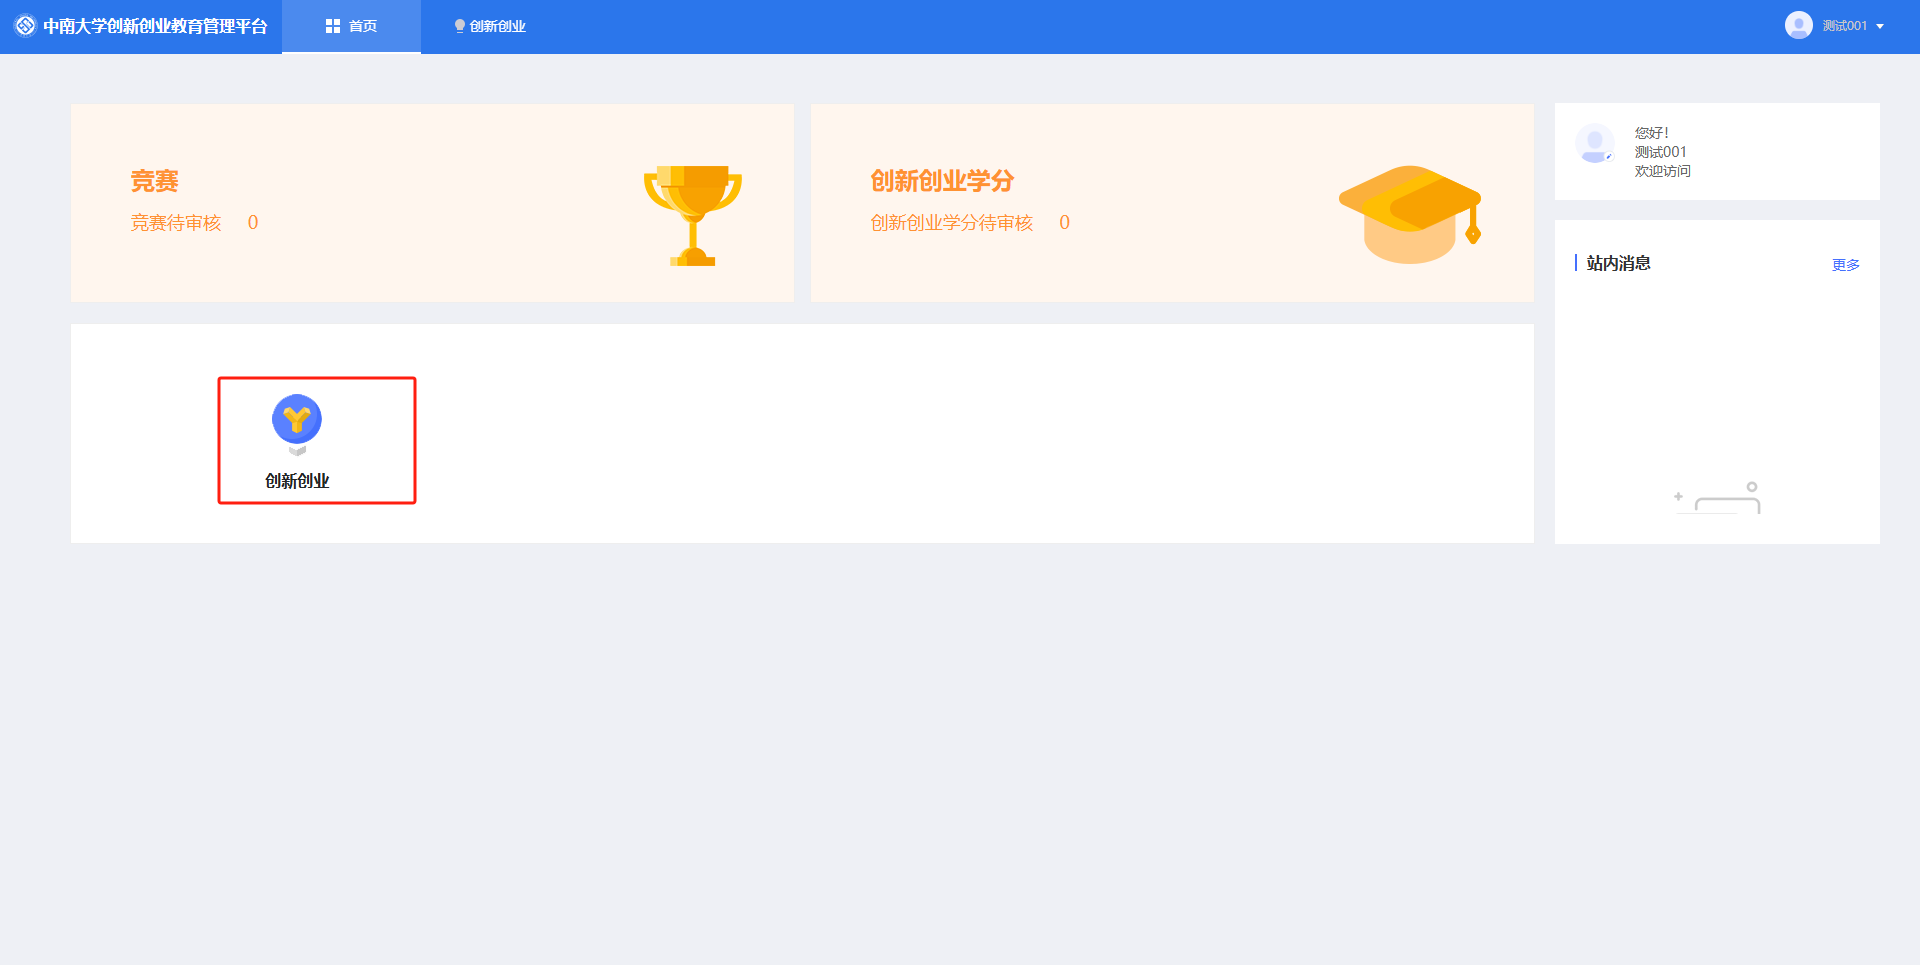 中南大学创新创业教育管理平台
首页
创新创业
测试001
竞赛
竞赛待审核 0
创新创业学分
创新创业学分待审核 0
您好！
测试001
欢迎访问
站内消息
更多
创新创业